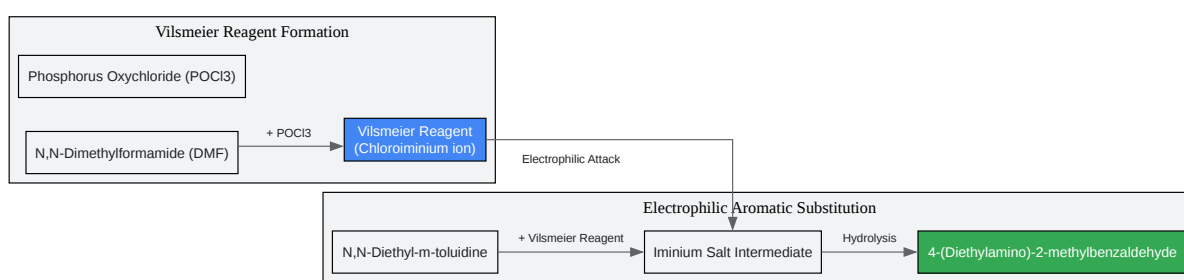 Vilsmeier Reagent Formation
Phosphorus Oxychloride (POCl3)
N,N-Dimethylformamide (DMF)
+ POCl3
Vilsmeier Reagent
(Chloroiminium ion)
Electrophilic Attack
Electrophilic Aromatic Substitution
N,N-Diethyl-m-toluidine
+ Vilsmeier Reagent
Iminium Salt Intermediate
Hydrolysis
4-(Diethylamino)-2-methylbenzaldehyde